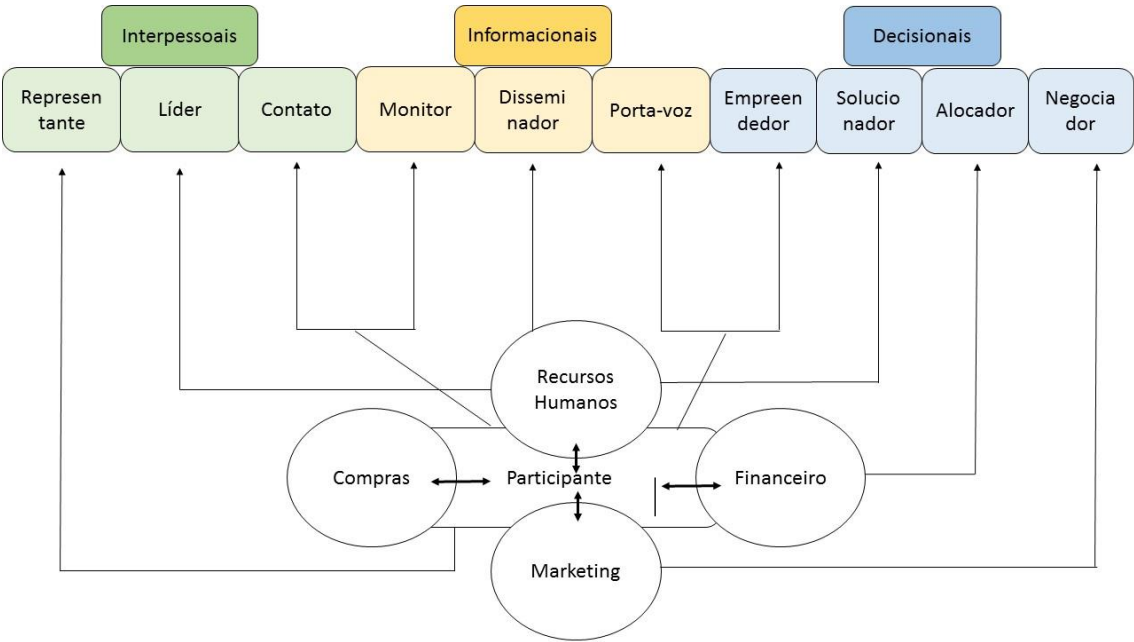 Interpessoais
Informacionais
Decisionais
Represen
tante
Líder
Contato
Monitor
Dissemi
nador
Porta-voz
Empreen
dedor
Solucio
nador
Alocador
Negocia
dor
Recursos
Humanos
Compras
Participante
Financeiro
Marketing